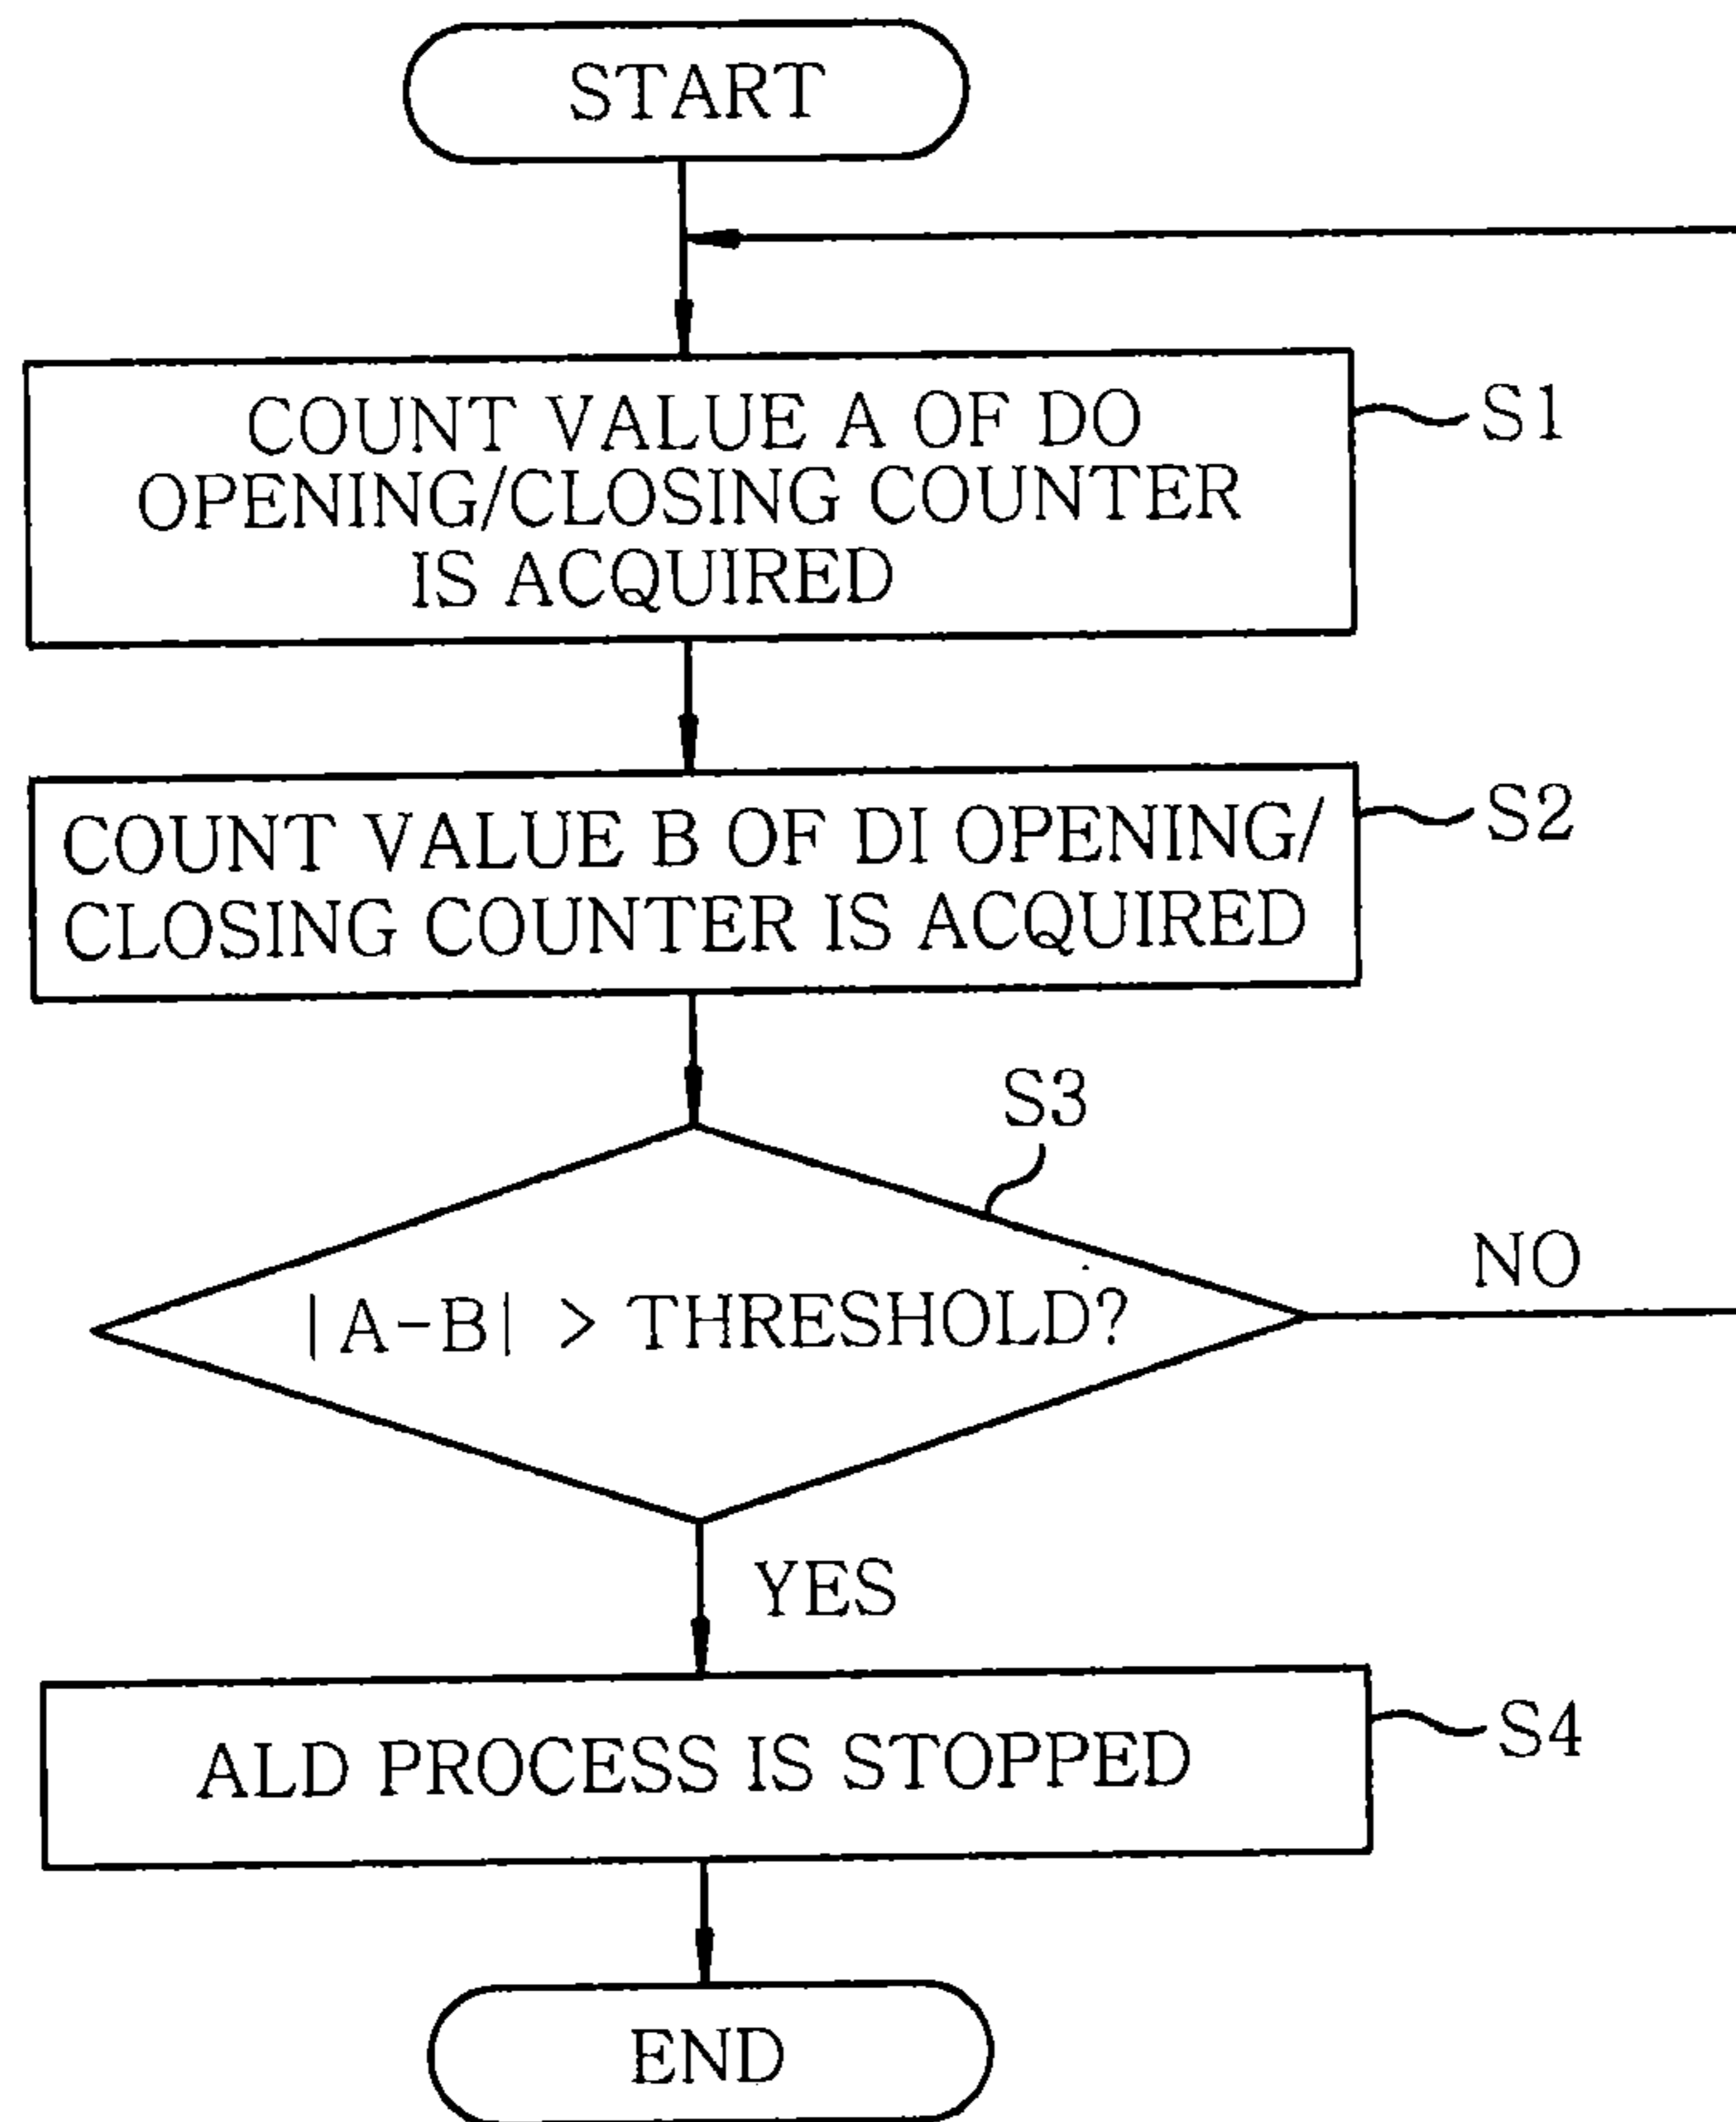 START
COUNT VALUE A OF DO
OPENING/CLOSING COUNTER
IS ACQUIRED
S1
COUNT VALUE B OF DI OPENING/
CLOSING COUNTER IS ACQUIRED
S2
S3
|A-B| > THRESHOLD?
NO
YES
ALD PROCESS IS STOPPED
S4
END